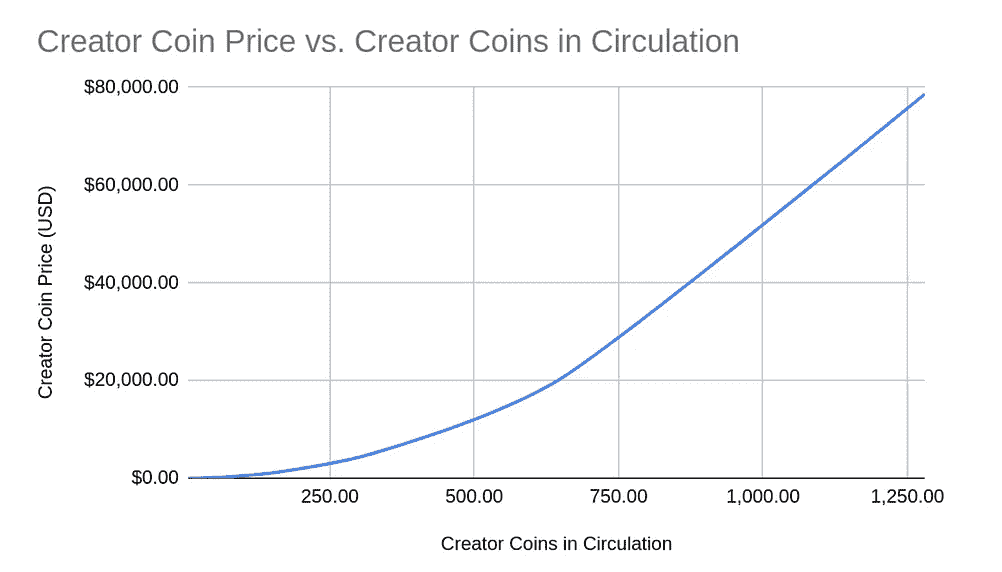 Creator Coin Price vs. Creator Coins in Circulation
$80,000.00
$60,000.00
$40,000.00
$20,000.00
$0.00
Creator Coin Price (USD)
250.00 500.00 750.00 1,000.00 1,250.00
Creator Coins in Circulation